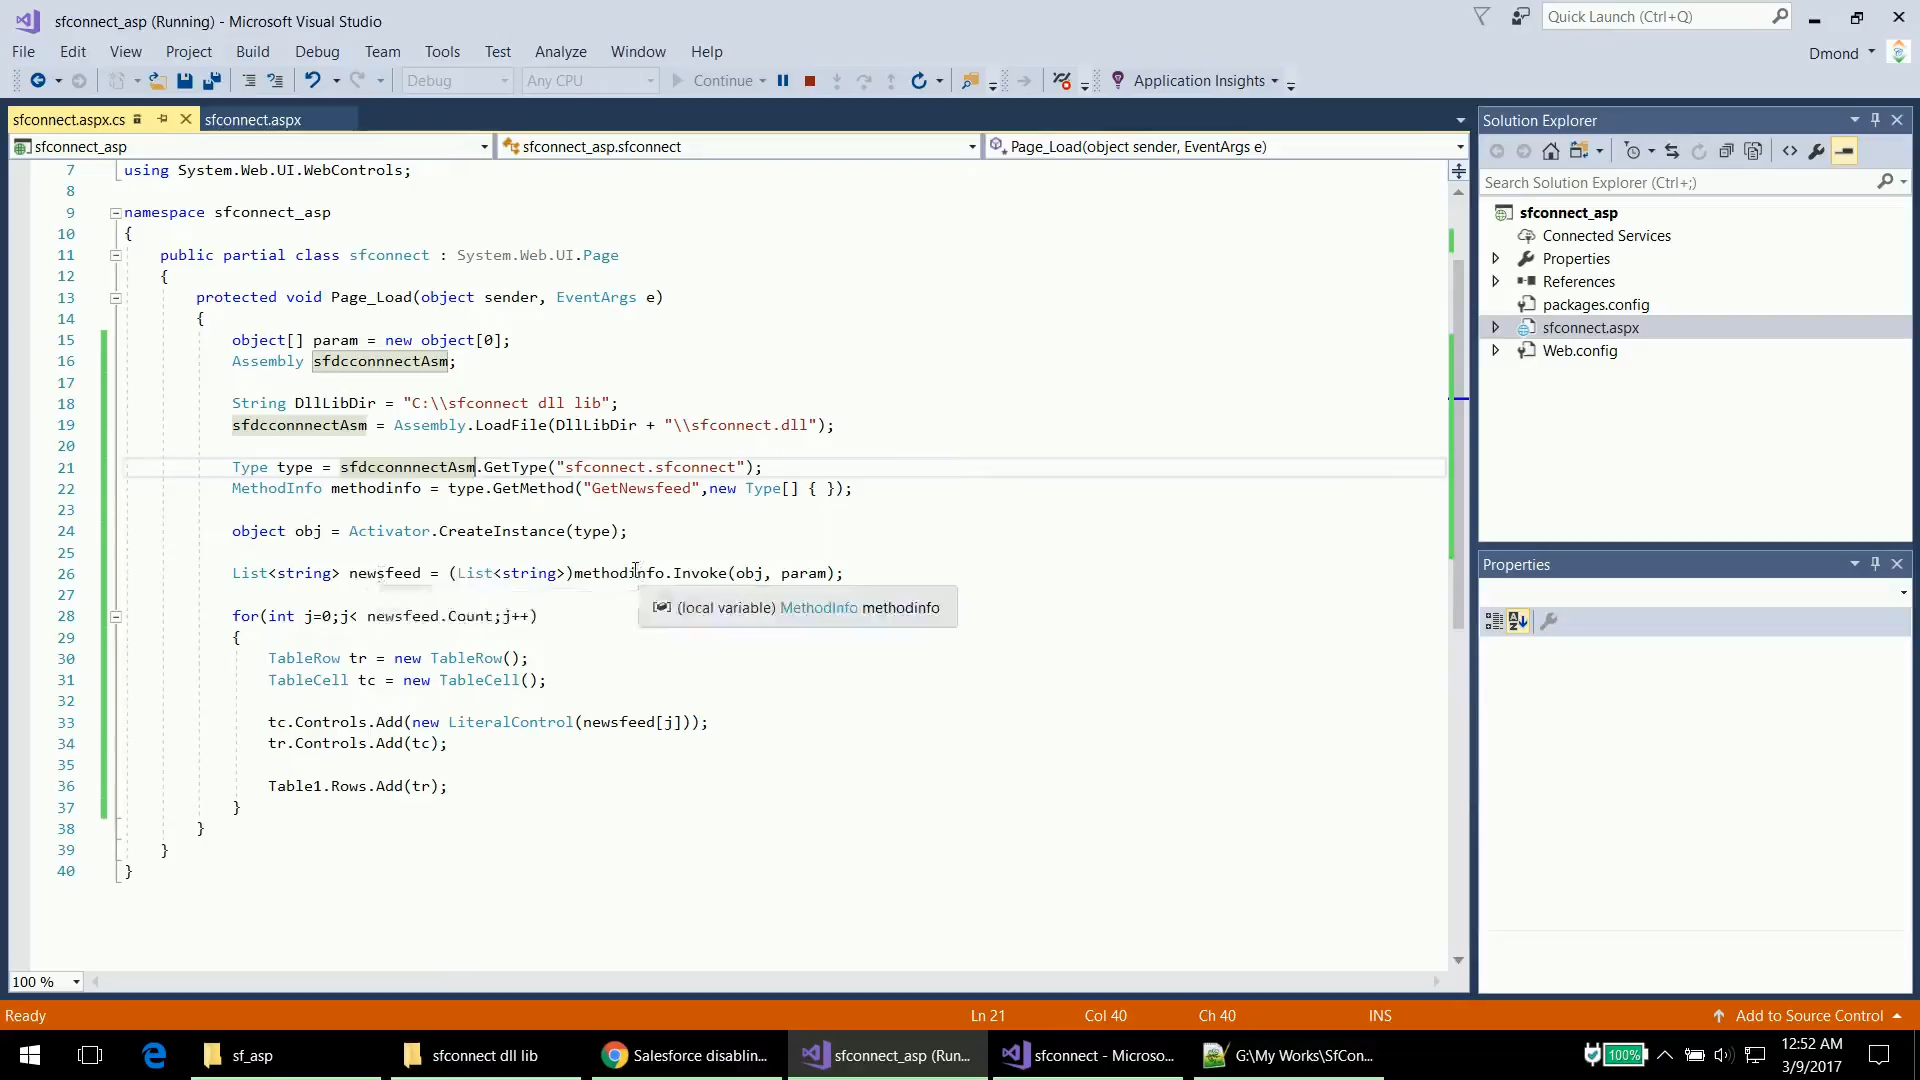 sfconnect_asp (Running) - Microsoft Visual Studio
Quick Launch (Ctrl+Q)
File Edit View Project Build Debug Team Tools Test Analyze Window Help
Dmond
Debug Any CPU Continue Application Insights
sfconnect.aspx.cs sfconnect.aspx
sfconnect_asp sfconnect_asp.sfconnect Page_Load(object sender, EventArgs e)
7 using System.Web.UI.WebControls;
8
9 namespace sfconnect_asp
10 {
11 public partial class sfconnect : System.Web.UI.Page
12 {
13 protected void Page_Load(object sender, EventArgs e)
14 {
15 object[] param = new object[0];
16 Assembly sfdcconnnectAsm;
17
18 String DllLibDir = "C:\\sfconnect dll lib";
19 sfdcconnnectAsm = Assembly.LoadFile(DllLibDir + "\\sfconnect.dll");
20
21 Type type = sfdcconnnectAsm.GetType("sfconnect.sfconnect");
22 MethodInfo methodinfo = type.GetMethod("GetNewsfeed",new Type[] { });
23
24 object obj = Activator.CreateInstance(type);
25
26 List<string> newsfeed = (List<string>)methodinfo.Invoke(obj, param);
27
(local variable) MethodInfo methodinfo
28 for(int j=0;j< newsfeed.Count;j++)
29 {
30 TableRow tr = new TableRow();
31 TableCell tc = new TableCell();
32
33 tc.Controls.Add(new LiteralControl(newsfeed[j]));
34 tr.Controls.Add(tc);
35
36 Table1.Rows.Add(tr);
37 }
38 }
39 }
40 }
100 %
Solution Explorer
Search Solution Explorer (Ctrl+;)
sfconnect_asp
Connected Services
Properties
References
packages.config
sfconnect.aspx
Web.config
Properties
Ready Ln 21 Col 40 Ch 40 INS Add to Source Control
sf_asp sfconnect dll lib Salesforce disablin... sfconnect_asp (Run... sfconnect - Microso... G:\My Works\SfCon...
100% 12:52 AM
3/9/2017